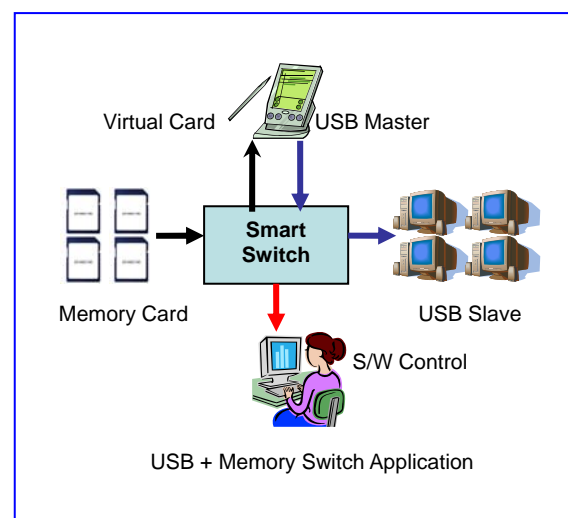 Virtual Card
USB Master
Smart
Switch
Memory Card
USB Slave
S/W Control
USB + Memory Switch Application